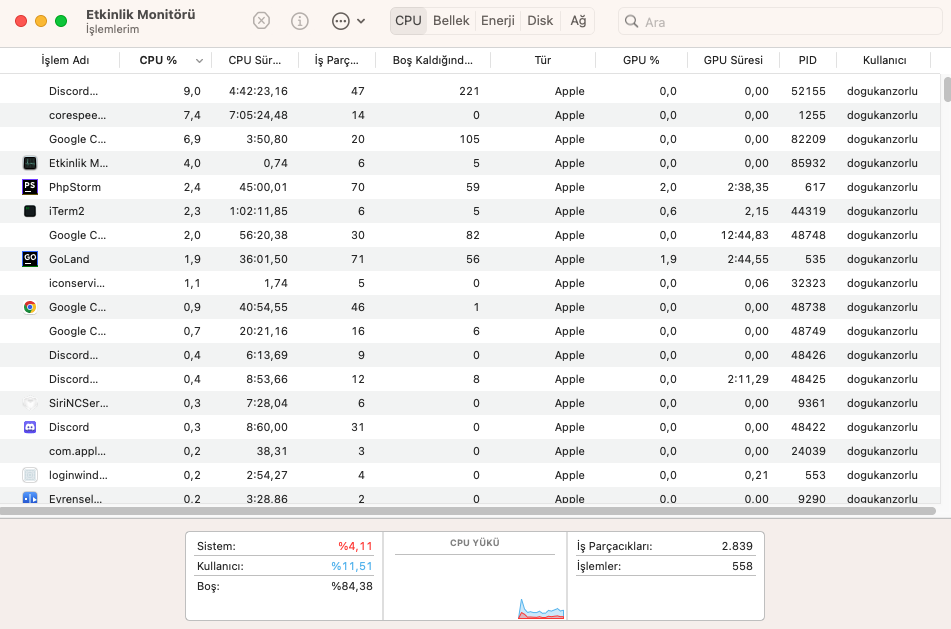 Etkinlik Monitörü
İşlemlerim
CPU Bellek Enerji Disk Ağ
Ara
İşlem Adı CPU % CPU Sür... İş Parç... Boş Kaldığın... Tür GPU % GPU Süresi PID Kullanıcı
Discord... 9,0 4:42:23,16 47 221 Apple 0,0 0,00 52155 dogukanzorlu
corespee... 7,4 7:05:24,48 14 0 Apple 0,0 0,00 1255 dogukanzorlu
Google C... 6,9 3:50,80 20 105 Apple 0,0 0,00 82209 dogukanzorlu
Etkinlik M... 4,0 0,74 6 5 Apple 0,0 0,00 85932 dogukanzorlu
PS PhpStorm 2,4 45:00,01 70 59 Apple 2,0 2:38,35 617 dogukanzorlu
iTerm2 2,3 1:02:11,85 6 5 Apple 0,6 2,15 44319 dogukanzorlu
Google C... 2,0 56:20,38 30 82 Apple 0,0 12:44,83 48748 dogukanzorlu
GO GoLand 1,9 36:01,50 71 56 Apple 1,9 2:44,55 535 dogukanzorlu
iconservi... 1,1 1,74 5 0 Apple 0,0 0,06 32323 dogukanzorlu
Google C... 0,9 40:54,55 46 1 Apple 0,0 0,00 48738 dogukanzorlu
Google C... 0,7 20:21,16 16 6 Apple 0,0 0,00 48749 dogukanzorlu
Discord... 0,4 6:13,69 9 0 Apple 0,0 0,00 48426 dogukanzorlu
Discord... 0,4 8:53,66 12 8 Apple 0,0 2:11,29 48425 dogukanzorlu
SiriNCSer... 0,3 7:28,04 6 0 Apple 0,0 0,00 9361 dogukanzorlu
Discord 0,3 8:60,00 31 0 Apple 0,0 0,00 48422 dogukanzorlu
com.appl... 0,2 38,31 3 0 Apple 0,0 0,00 24039 dogukanzorlu
loginwind... 0,2 2:54,27 4 0 Apple 0,0 0,21 553 dogukanzorlu
Evrensel... 0,2 3:28,86 2 0 Apple 0,0 0,00 9290 dogukanzorlu
Sistem: %4,11 CPU YÜKÜ İş Parçacıkları: 2.839
Kullanıcı: %11,51 İşlemler: 558
Boş: %84,38